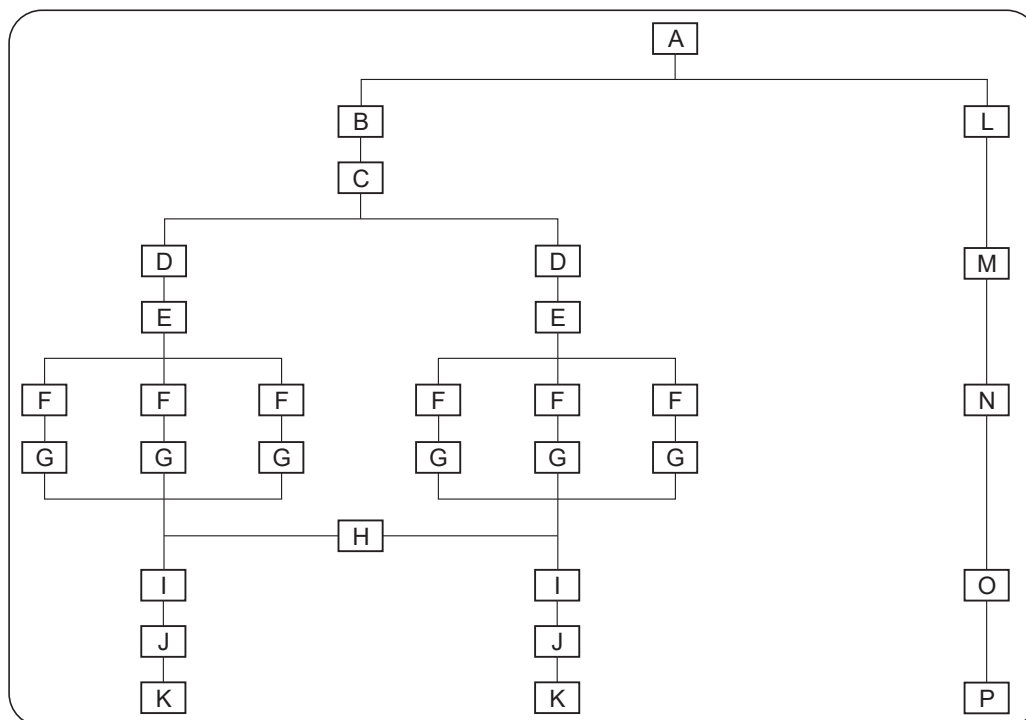 A
B L
C
D D M
E E
F F F F F F N
G G G G G G
H
I I O
J J
K K P